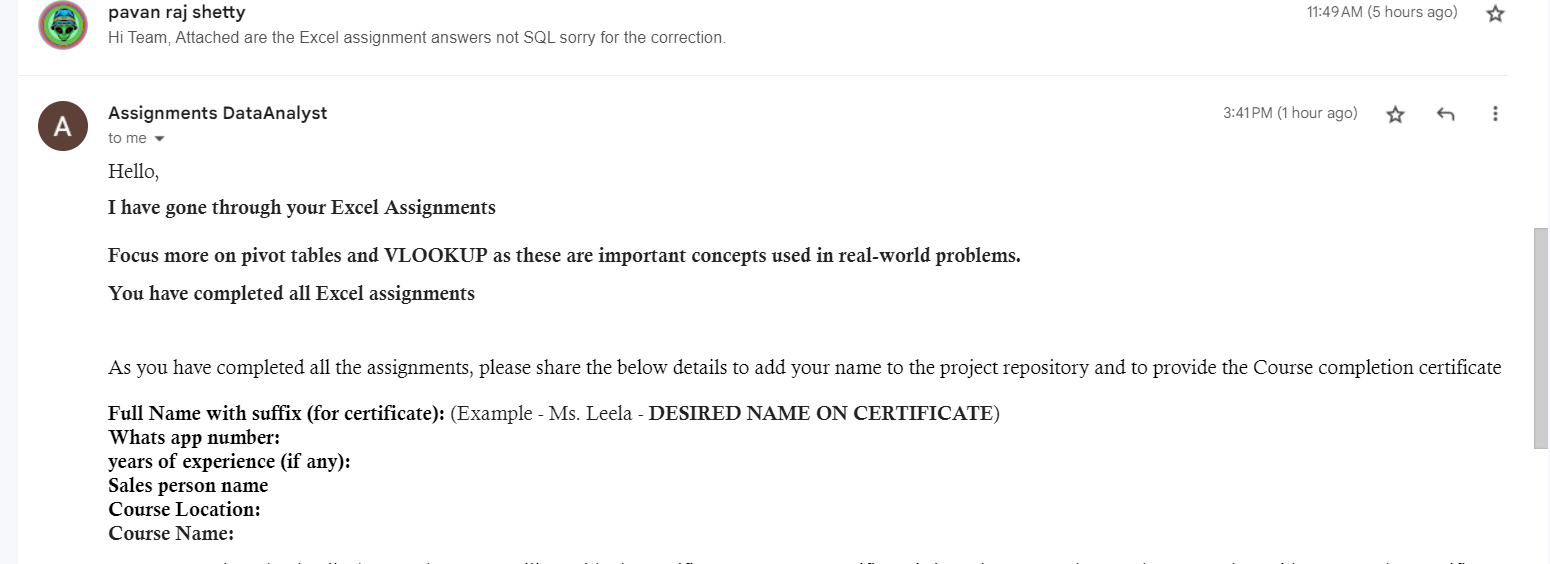 pavan raj shetty 11:49 AM (5 hours ago)
Hi Team, Attached are the Excel assignment answers not SQL sorry for the correction.
A
Assignments DataAnalyst 3:41 PM (1 hour ago)
to me
Hello,
I have gone through your Excel Assignments
Focus more on pivot tables and VLOOKUP as these are important concepts used in real-world problems.
You have completed all Excel assignments
As you have completed all the assignments, please share the below details to add your name to the project repository and to provide the Course completion certificate
Full Name with suffix (for certificate): (Example - Ms. Leela - DESIRED NAME ON CERTIFICATE)
Whats app number:
years of experience (if any):
Sales person name
Course Location:
Course Name: